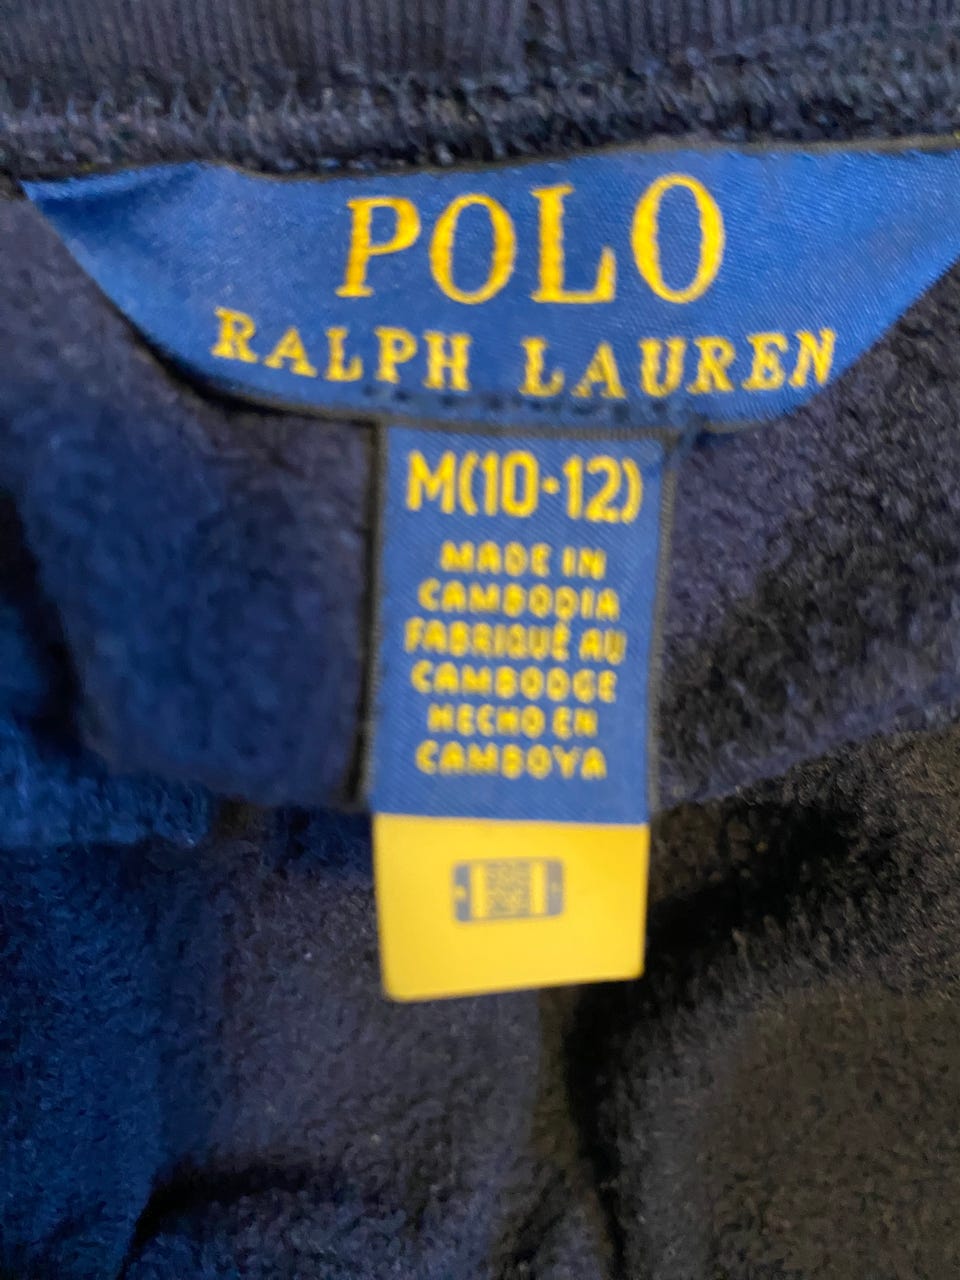 POLO
RALPH LAUREN
M(10-12)
MADE IN
CAMBODIA
FABRIQUÉ AU
CAMBODGE
HECHO EN
CAMBOYA